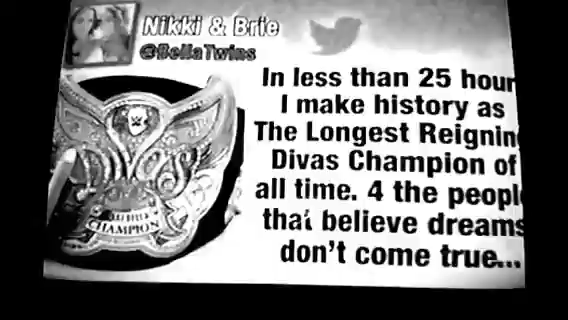 Nikki & Brie
@BellaTwins
In less than 25 hour
I make history as
The Longest Reignin
Divas Champion of
all time. 4 the peopl
that believe dreams
don't come true...
DIVAS
CHAMPION